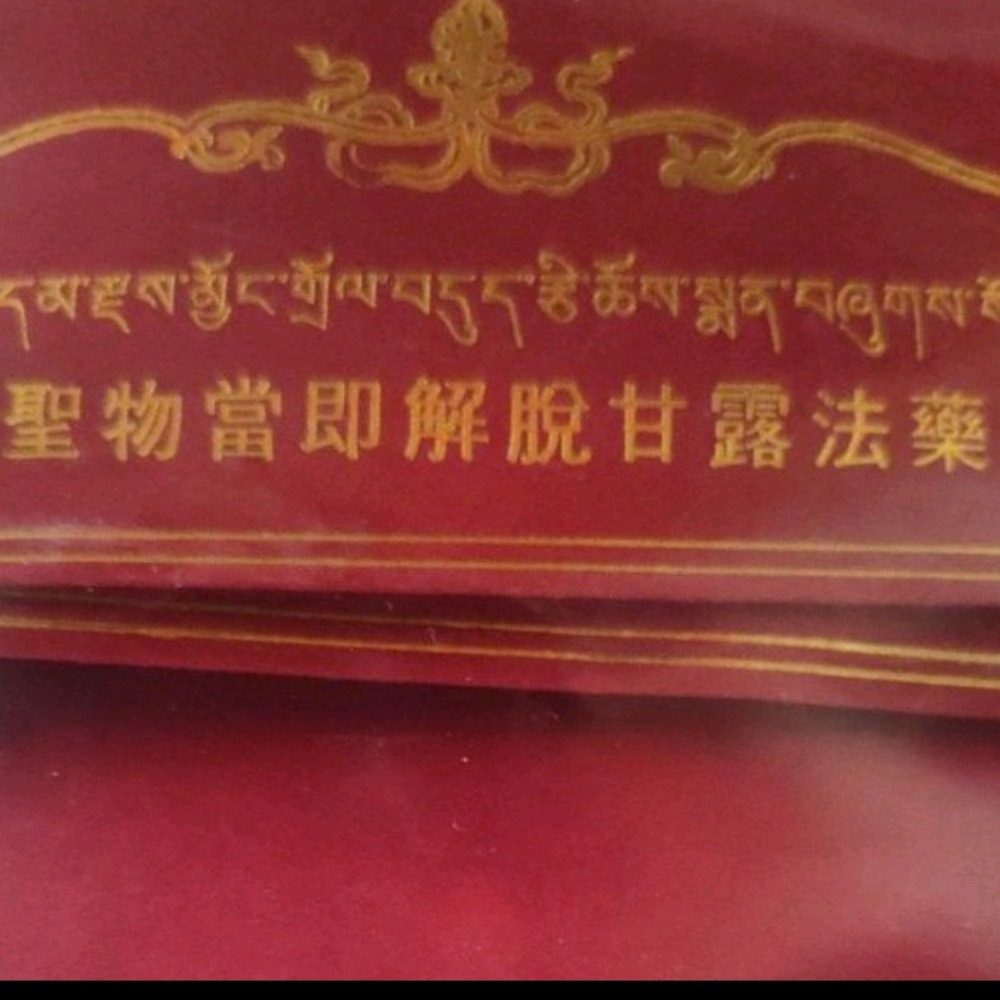 དམ་རྫས་མྱོང་གྲོལ་བདུད་རྩི་ཆོས་སྨན་བཞུགས་སོ
聖物當即解脫甘露法藥